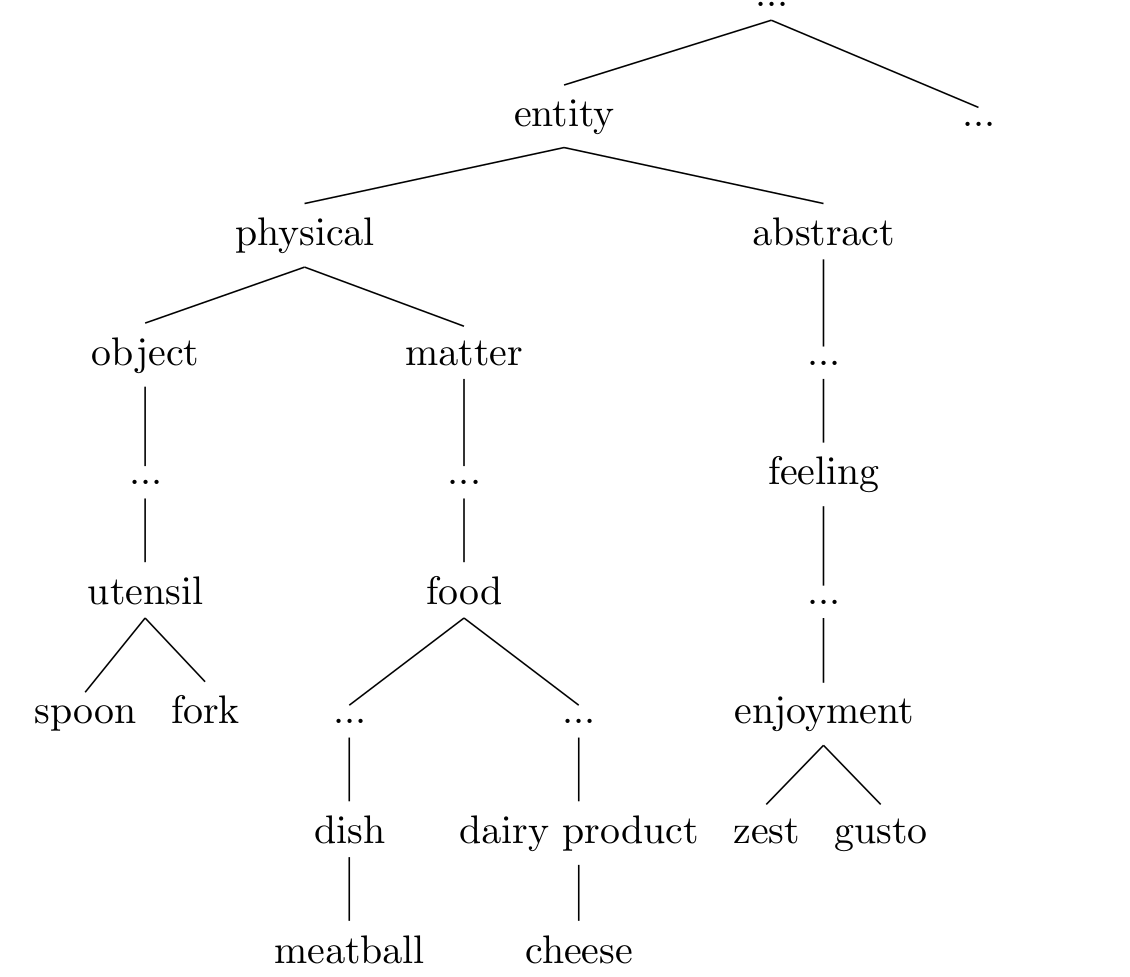 ...
entity ...
physical abstract
object matter ...
... ... feeling
utensil food ...
spoon fork ... ... enjoyment
dish dairy product zest gusto
meatball cheese